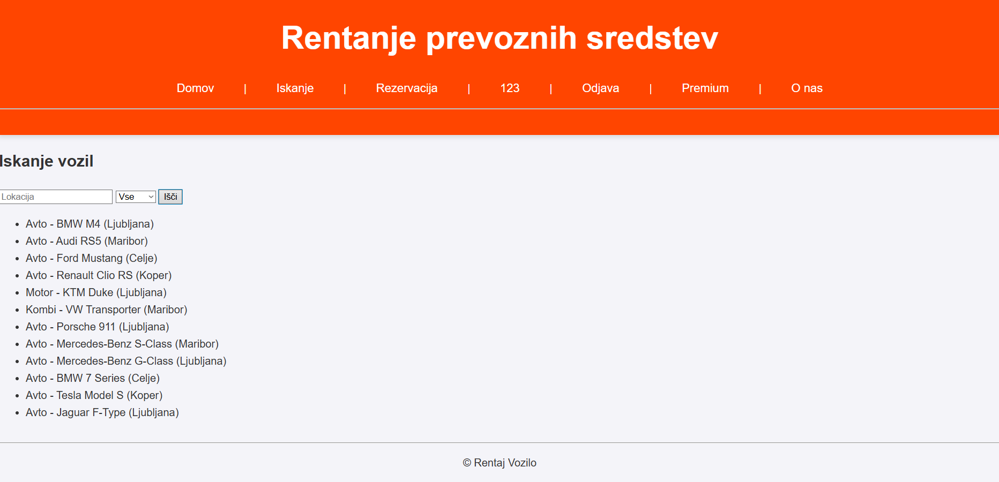 Rentanje prevoznih sredstev
Domov | Iskanje | Rezervacija | 123 | Odjava | Premium | O nas
Iskanje vozil
Lokacija Vse Išči
Avto - BMW M4 (Ljubljana)
Avto - Audi RS5 (Maribor)
Avto - Ford Mustang (Celje)
Avto - Renault Clio RS (Koper)
Motor - KTM Duke (Ljubljana)
Kombi - VW Transporter (Maribor)
Avto - Porsche 911 (Ljubljana)
Avto - Mercedes-Benz S-Class (Maribor)
Avto - Mercedes-Benz G-Class (Ljubljana)
Avto - BMW 7 Series (Celje)
Avto - Tesla Model S (Koper)
Avto - Jaguar F-Type (Ljubljana)
© Rentaj Vozilo